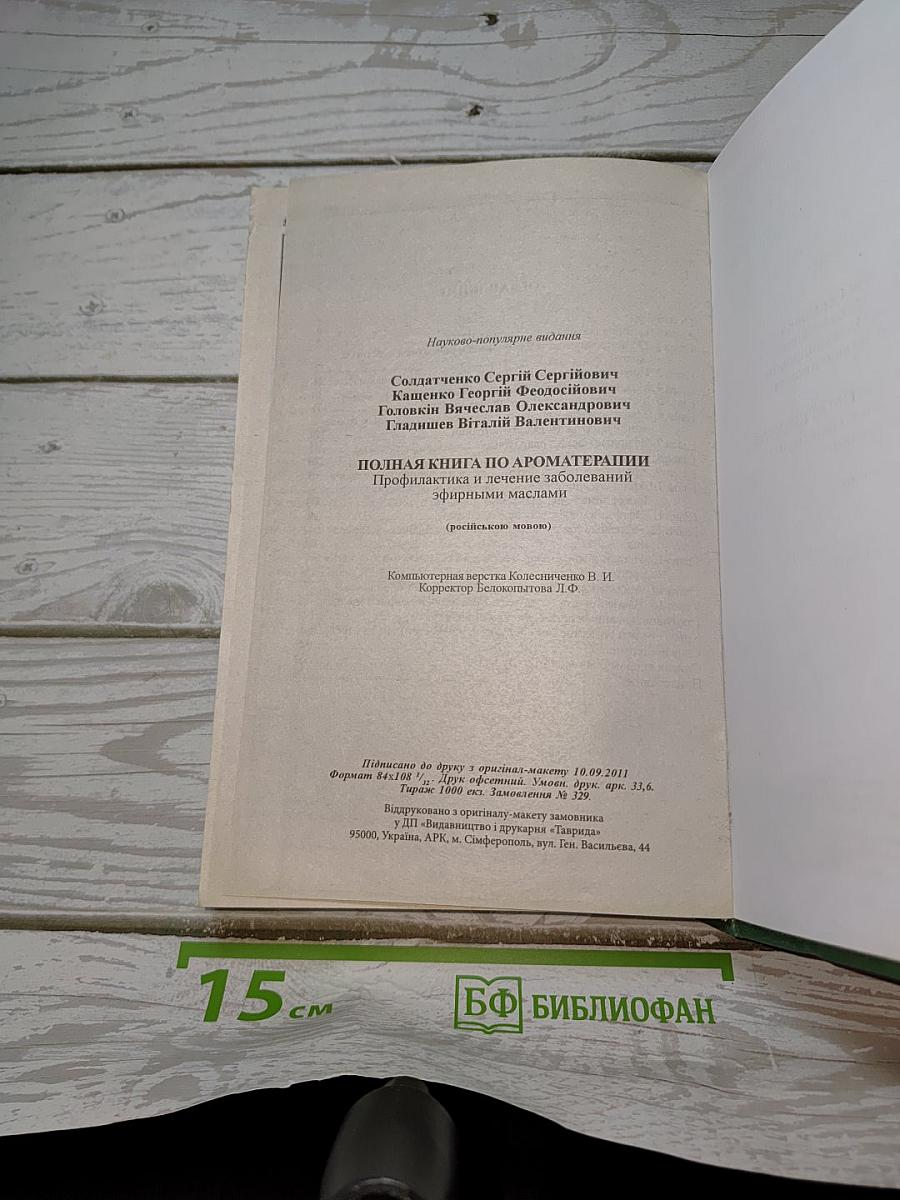 Науково-популярне видання
Солдатченко Сергій Сергійович
Кащенко Георгій Феодосійович
Головкін Вячеслав Олександрович
Гладишев Віталій Валентинович
ПОЛНАЯ КНИГА ПО АРОМАТЕРАПИИ
Профилактика и лечение заболеваний
эфирными маслами
(російською мовою)
Компьютерная верстка Колесниченко В. И.
Корректор Белокопытова Л.Ф.
Підписано до друку з оригінал-макету 10.09.2011
Формат 84х108 1/32. Друк офсетний. Умовн. друк. арк. 33,6.
Тираж 1000 екз. Замовлення № 329.
Віддруковано з оригіналу-макету замовника
у ДП «Видавництво і друкарня «Таврида»
95000, Україна, АРК, м. Сімферополь, вул. Ген. Васильєва, 44
15 см
БФ БИБЛИОФАН